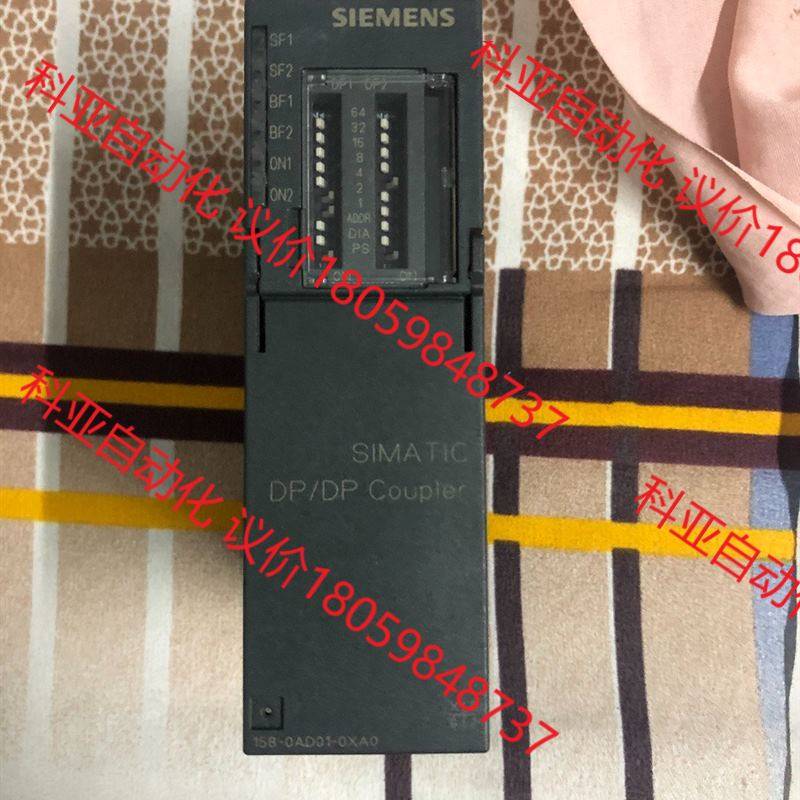 SIEMENS
SF1
SF2
BF1
BF2
ON1
ON2
DP1 DP2
64
32
16
8
4
2
1
ADDR
DIA
PS
SIMATIC
DP/DP Coupler
158-0AD01-0XA0
科亚自动化 议价18059848737
科亚自动化 议价18
科亚自动化 议价18059848737
科亚自动化